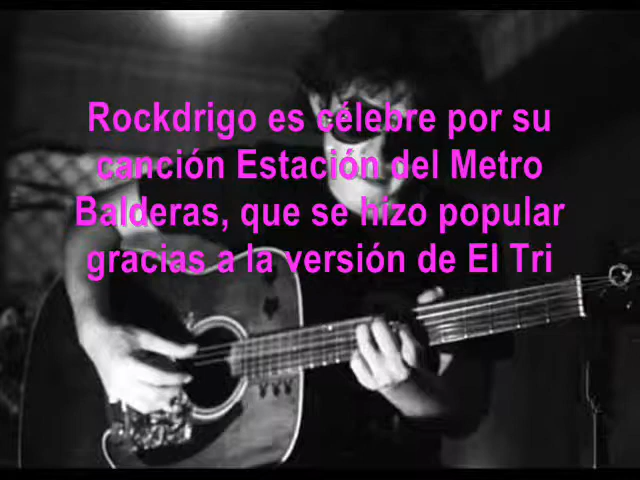 Rockdrigo es célebre por su
canción Estación del Metro
Balderas, que se hizo popular
gracias a la versión de El Tri